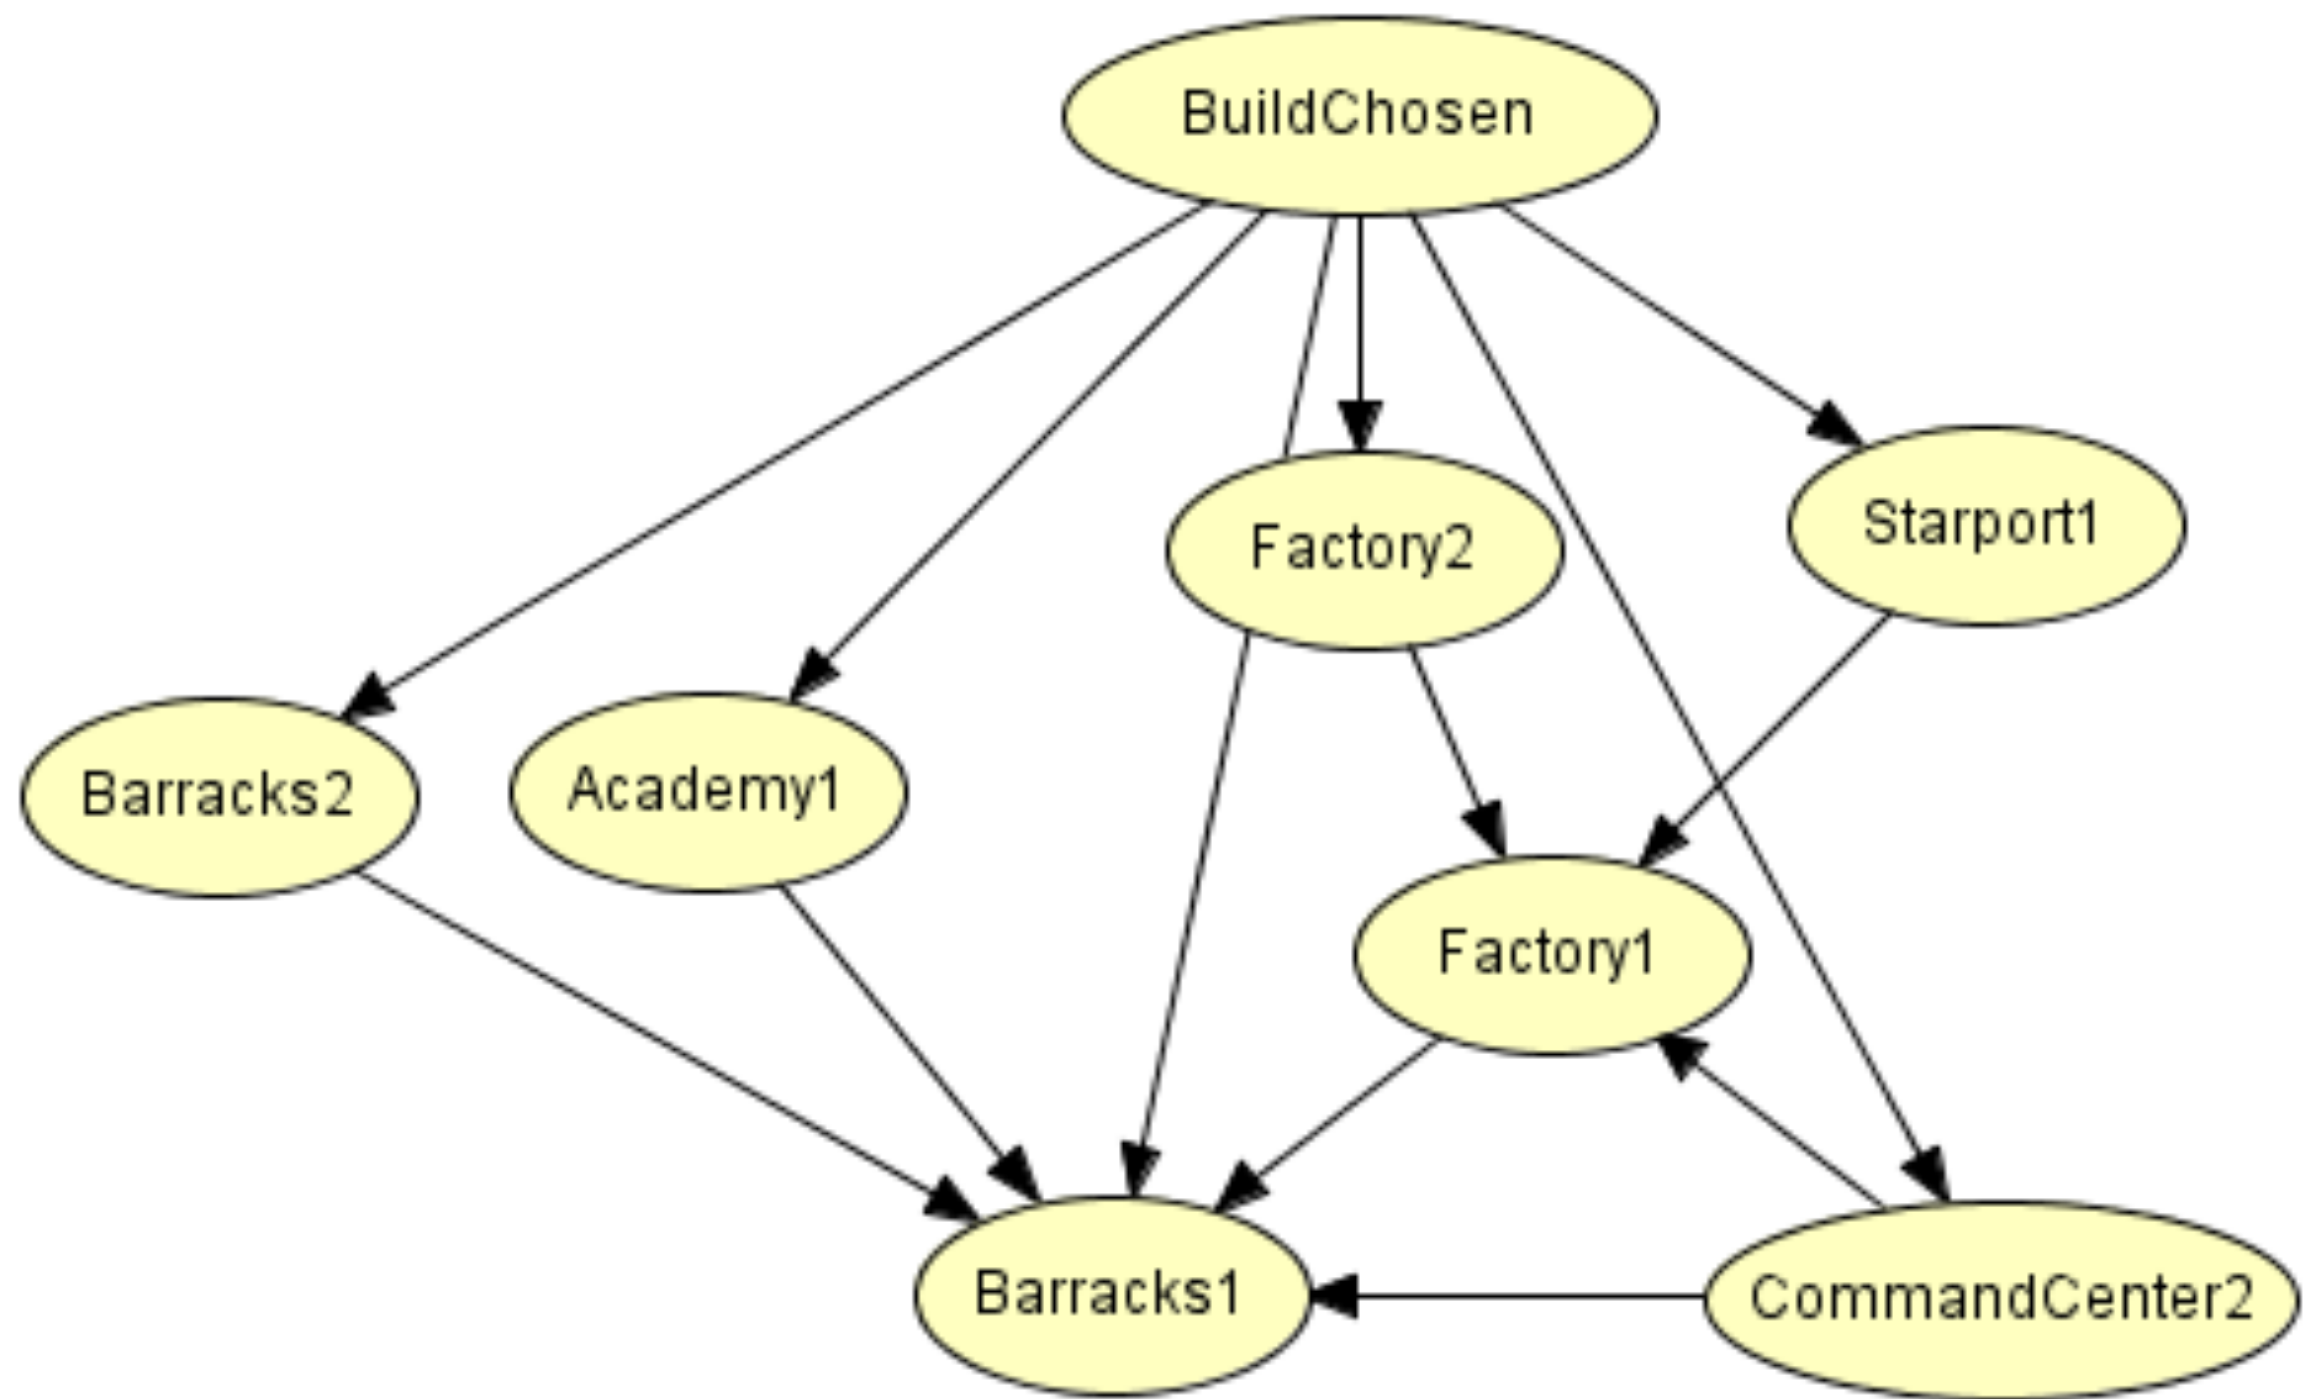 BuildChosen
Factory2
Starport1
Barracks2
Academy1
Factory1
Barracks1
CommandCenter2